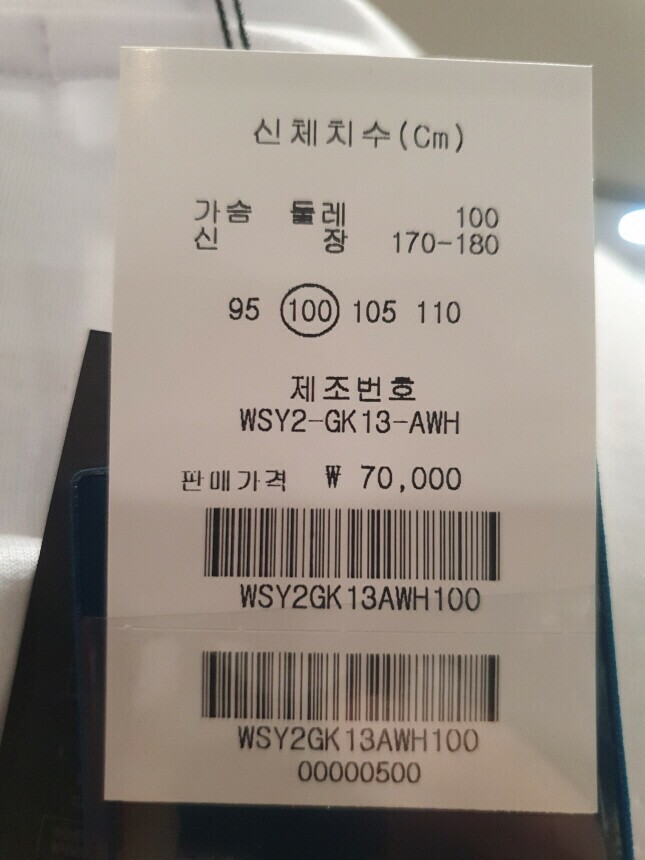 신체치수(Cm)
가슴 둘레 100
신 장 170-180
95 100 105 110
제조번호
WSY2-GK13-AWH
판매가격 ₩ 70,000
WSY2GK13AWH100
WSY2GK13AWH100
00000500